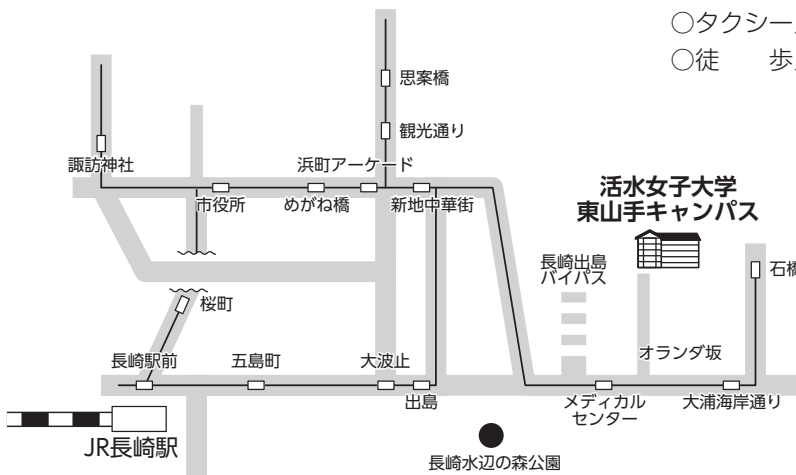 ○タクシー
○徒　歩
思案橋
観光通り
諏訪神社
浜町アーケード
市役所
めがね橋
新地中華街
活水女子大学
東山手キャンパス
長崎出島
バイパス
石橋
桜町
オランダ坂
長崎駅前
五島町
大波止
出島
メディカル
センター
大浦海岸通り
JR長崎駅
長崎水辺の森公園